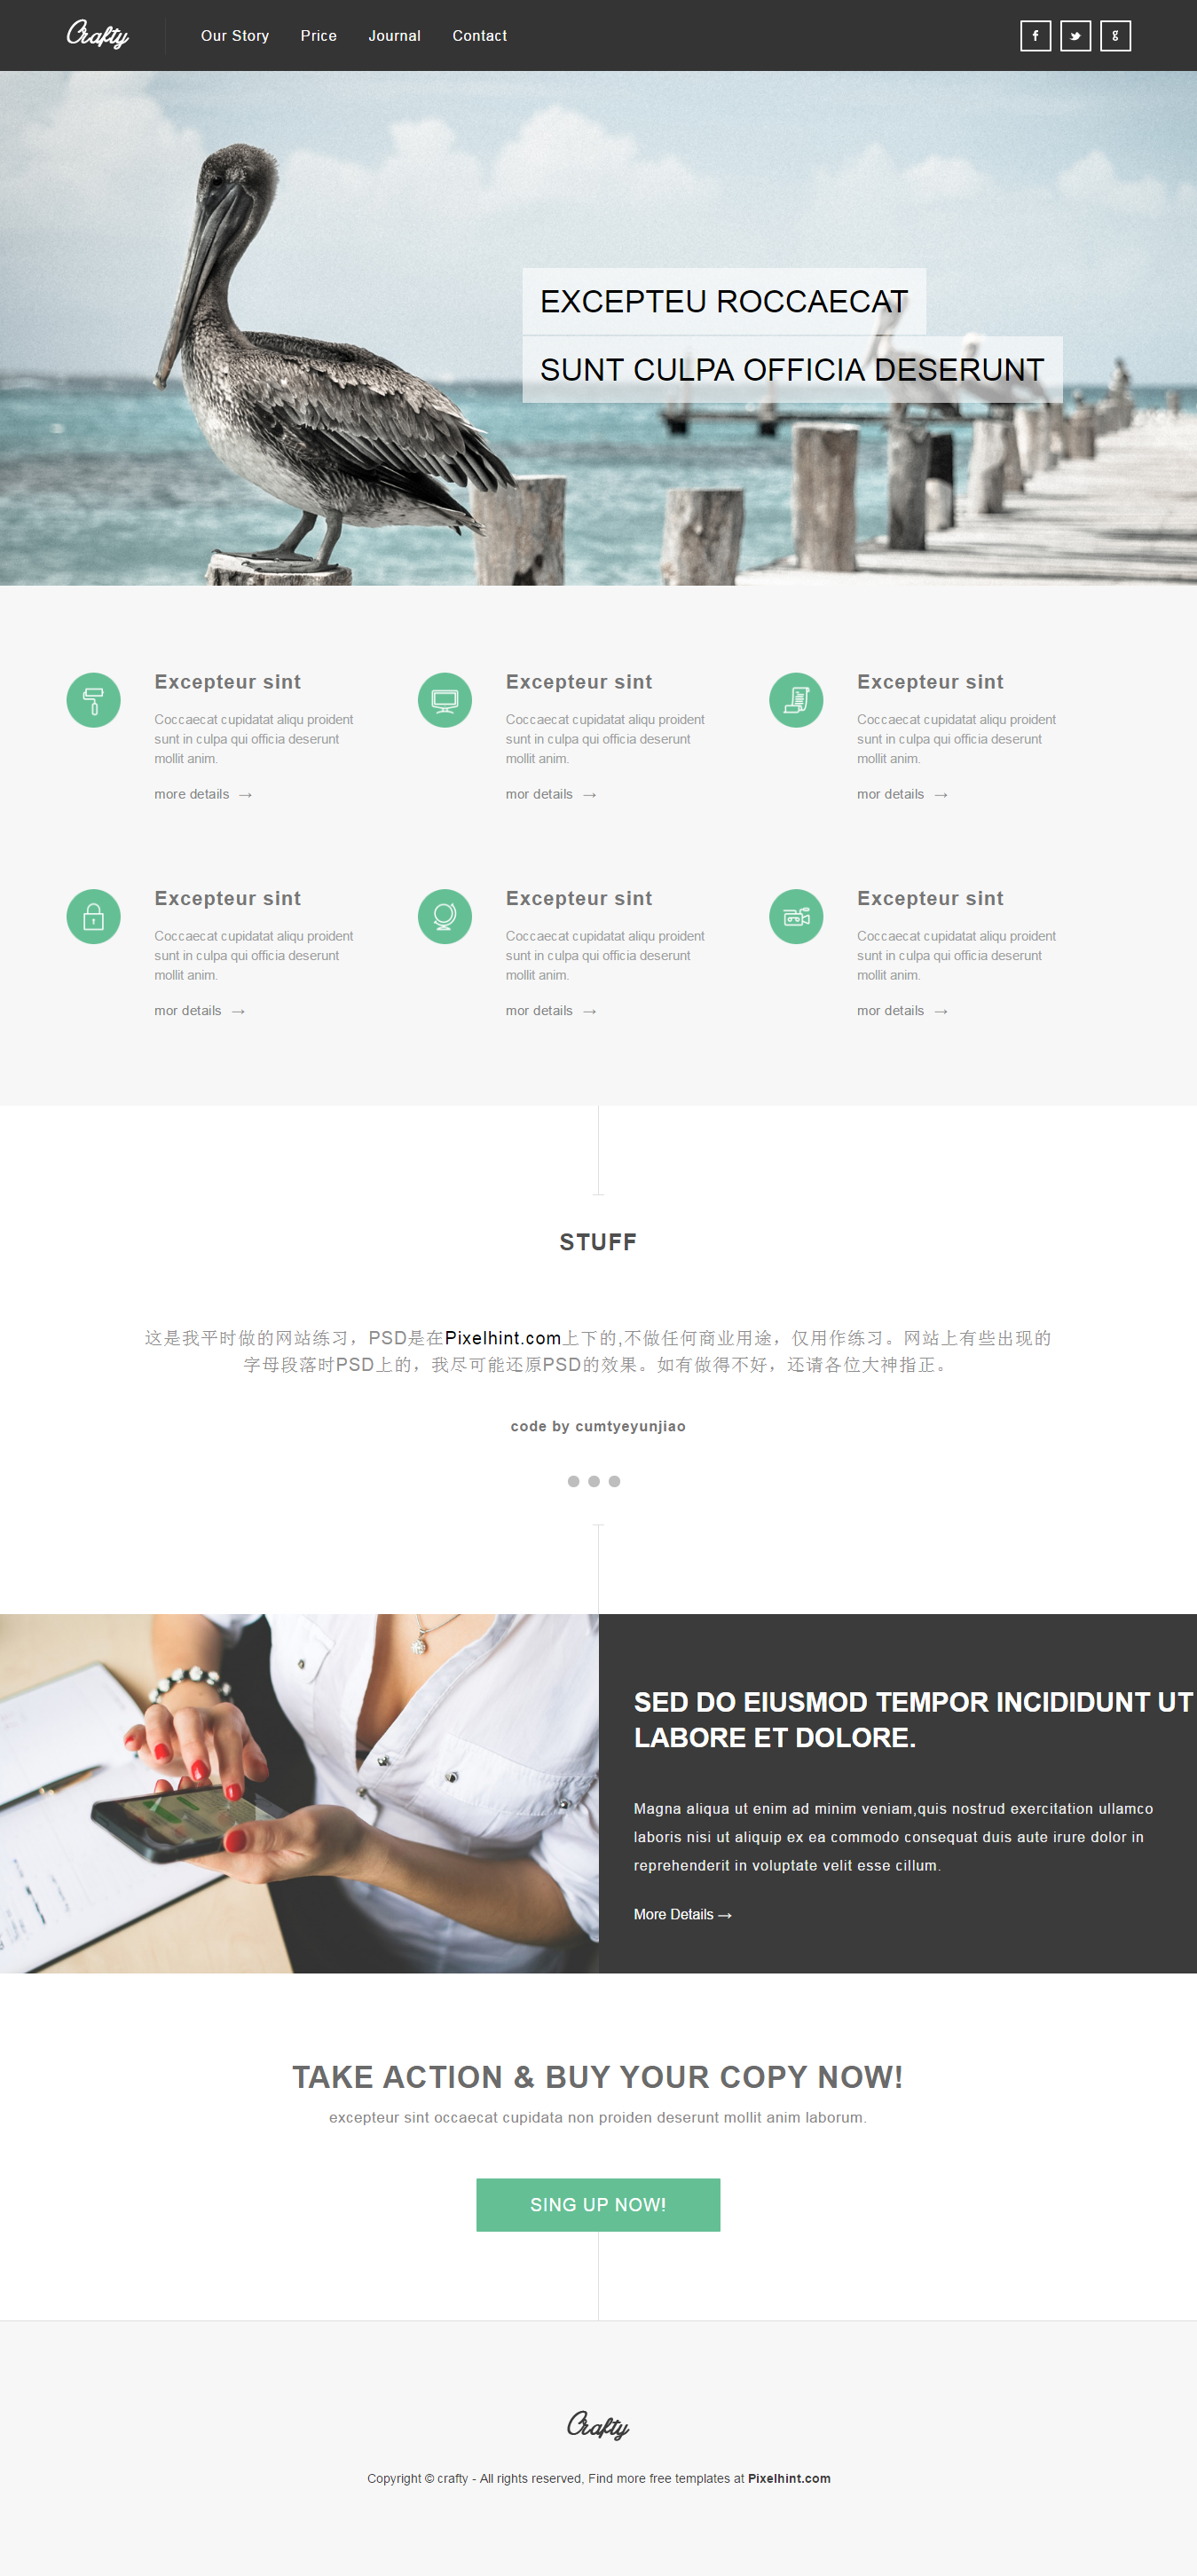 Crafty
Our Story Price Journal Contact
EXCEPTEU ROCCAECAT
SUNT CULPA OFFICIA DESERUNT
Excepteur sint
Coccaecat cupidatat aliqu proident
sunt in culpa qui officia deserunt
mollit anim.
more details →
Excepteur sint
Coccaecat cupidatat aliqu proident
sunt in culpa qui officia deserunt
mollit anim.
mor details →
Excepteur sint
Coccaecat cupidatat aliqu proident
sunt in culpa qui officia deserunt
mollit anim.
mor details →
Excepteur sint
Coccaecat cupidatat aliqu proident
sunt in culpa qui officia deserunt
mollit anim.
mor details →
Excepteur sint
Coccaecat cupidatat aliqu proident
sunt in culpa qui officia deserunt
mollit anim.
mor details →
Excepteur sint
Coccaecat cupidatat aliqu proident
sunt in culpa qui officia deserunt
mollit anim.
mor details →
STUFF
这是我平时做的网站练习，PSD是在Pixelhint.com上下的,不做任何商业用途，仅用作练习。网站上有些出现的
字母段落时PSD上的，我尽可能还原PSD的效果。如有做得不好，还请各位大神指正。
code by cumtyeyunjiao
SED DO EIUSMOD TEMPOR INCIDIDUNT UT
LABORE ET DOLORE.
Magna aliqua ut enim ad minim veniam,quis nostrud exercitation ullamco
laboris nisi ut aliquip ex ea commodo consequat duis aute irure dolor in
reprehenderit in voluptate velit esse cillum.
More Details →
TAKE ACTION & BUY YOUR COPY NOW!
excepteur sint occaecat cupidata non proiden deserunt mollit anim laborum.
SING UP NOW!
Crafty
Copyright © crafty - All rights reserved, Find more free templates at Pixelhint.com